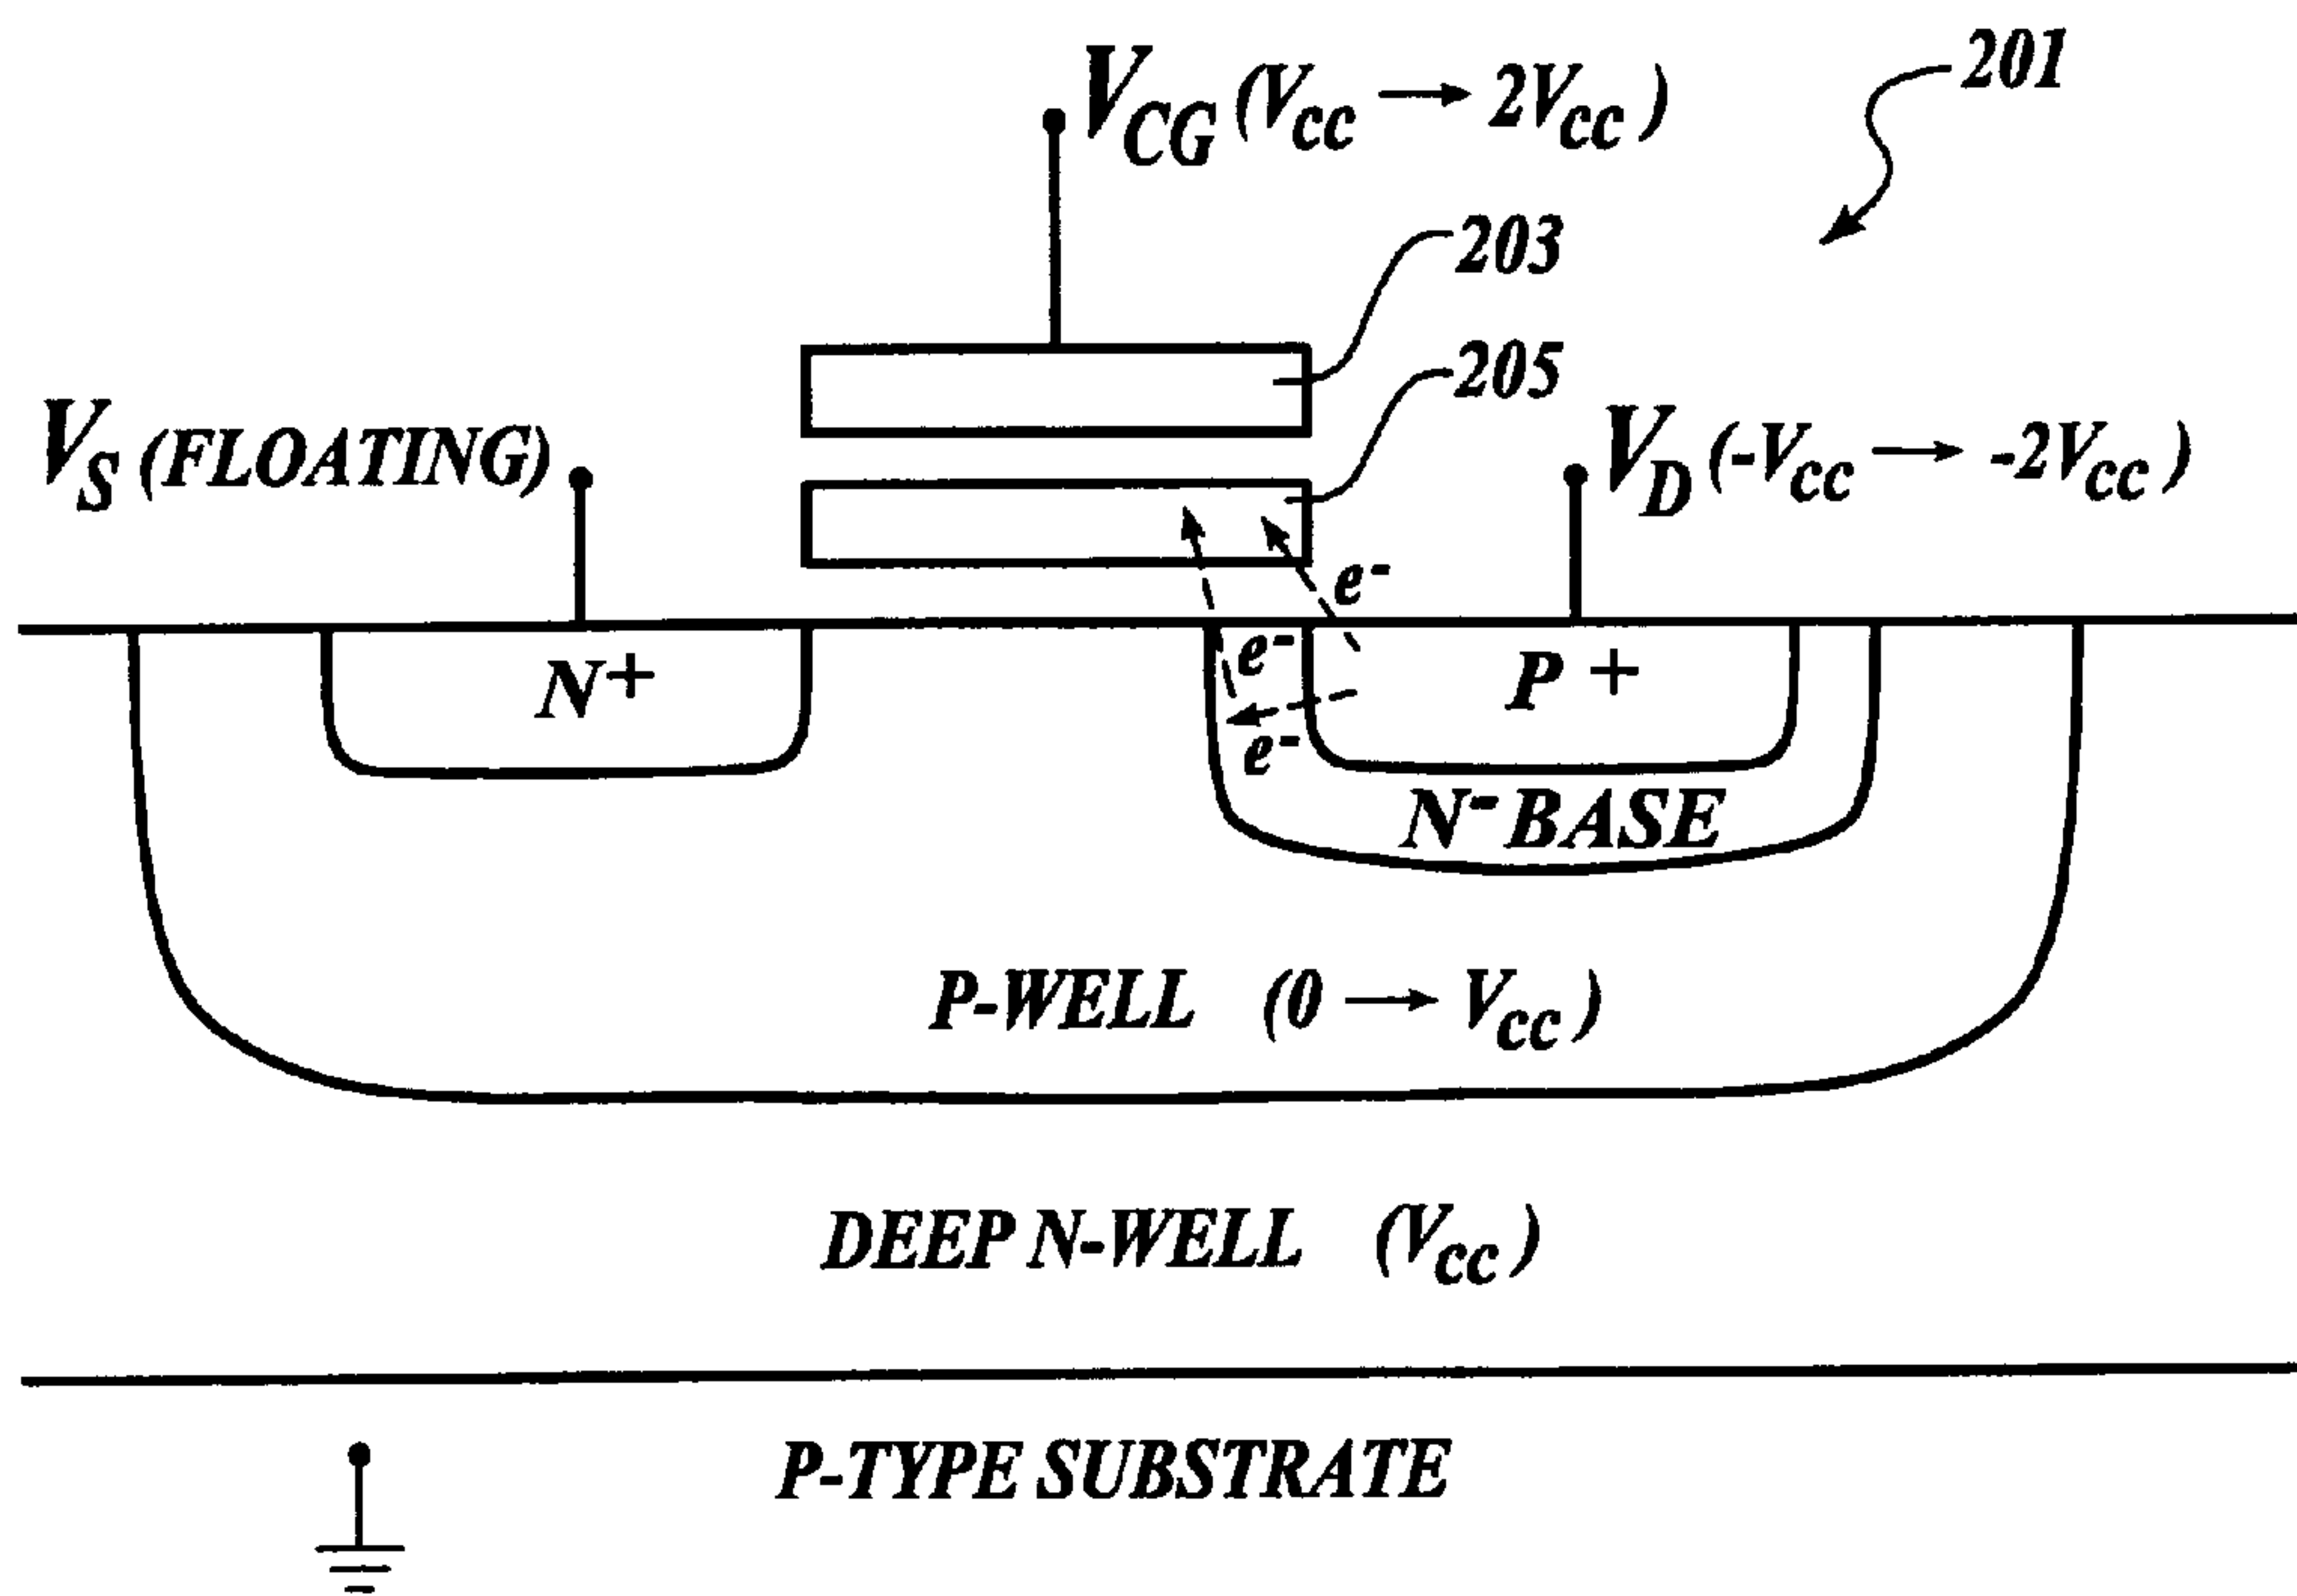 201
V_CG (V_CC → 2V_CC)
203
205
V_S (FLOATING)
V_D (-V_CC → -2V_CC)
e-
e-
e-
N+
P+
N- BASE
P-WELL (0 → V_CC)
DEEP N-WELL (V_CC)
P-TYPE SUBSTRATE